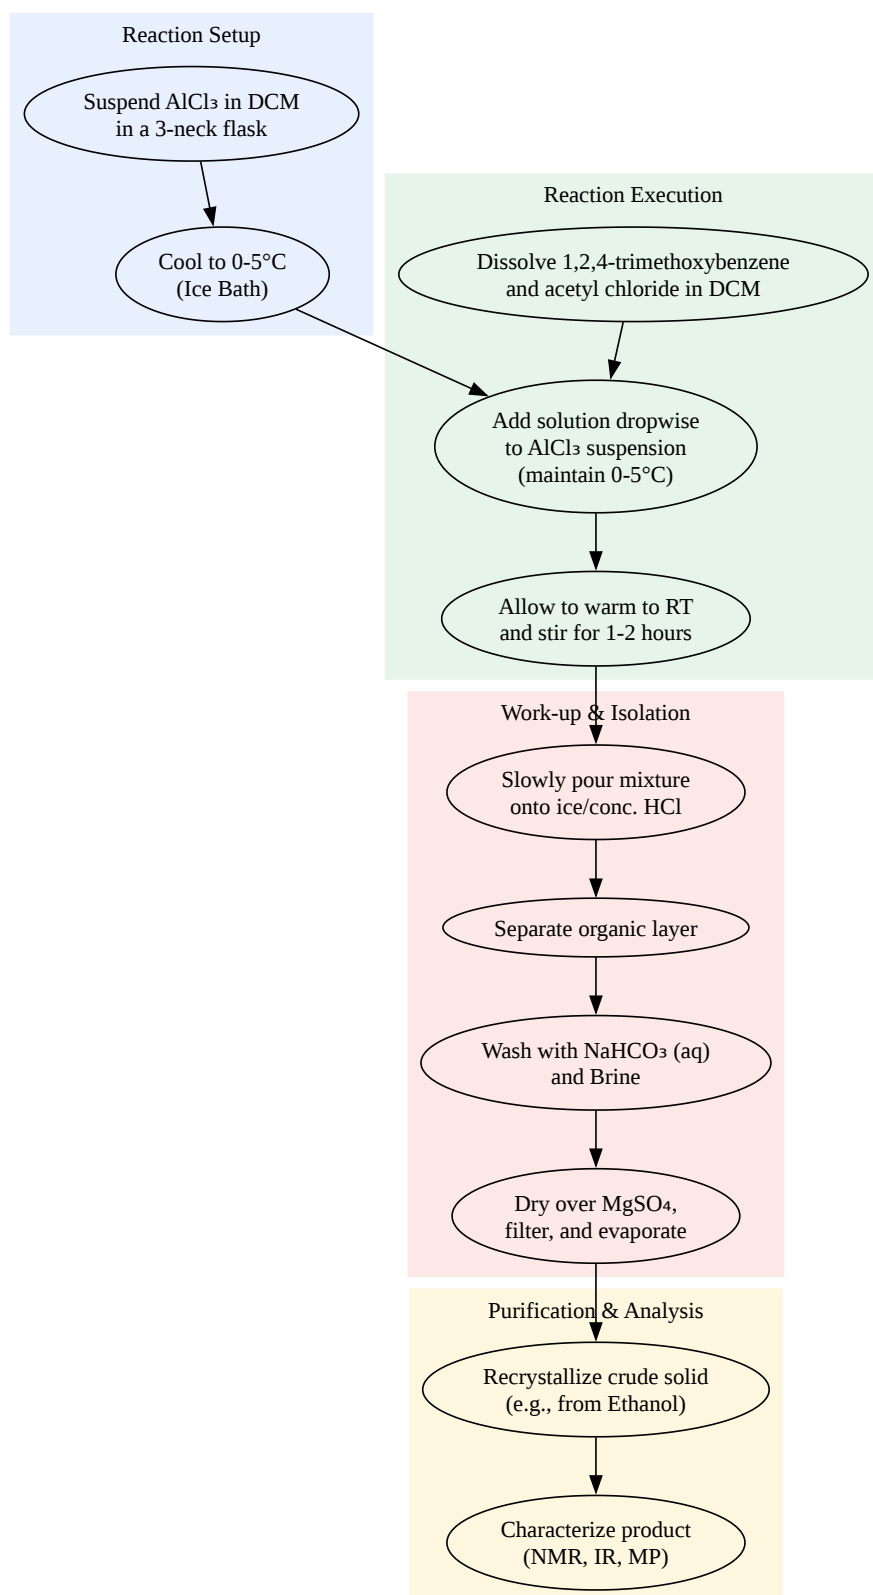 Reaction Setup
Suspend AlCl₃ in DCM
in a 3-neck flask
Cool to 0-5°C
(Ice Bath)
Reaction Execution
Dissolve 1,2,4-trimethoxybenzene
and acetyl chloride in DCM
Add solution dropwise
to AlCl₃ suspension
(maintain 0-5°C)
Allow to warm to RT
and stir for 1-2 hours
Work-up & Isolation
Slowly pour mixture
onto ice/conc. HCl
Separate organic layer
Wash with NaHCO₃ (aq)
and Brine
Dry over MgSO₄,
filter, and evaporate
Purification & Analysis
Recrystallize crude solid
(e.g., from Ethanol)
Characterize product
(NMR, IR, MP)